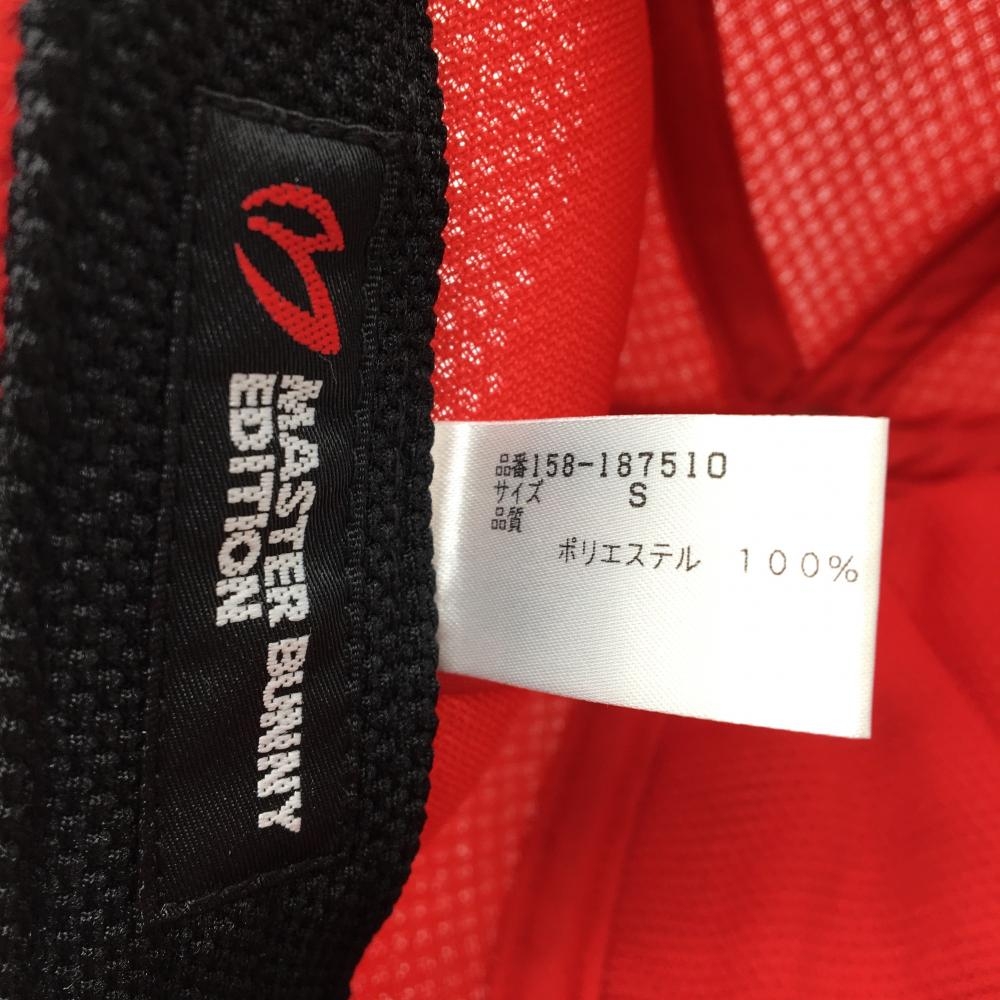 MASTER BUNNY
EDITION
品番158-187510
サイズ S
品質
ポリエステル 100%